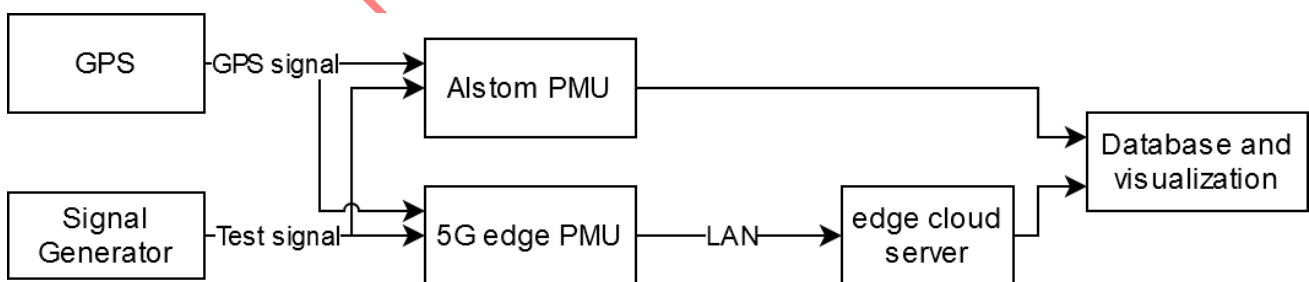 GPS
GPS signal
Alstom PMU
Database and
visualization
Signal
Generator
Test signal
5G edge PMU
LAN
edge cloud
server